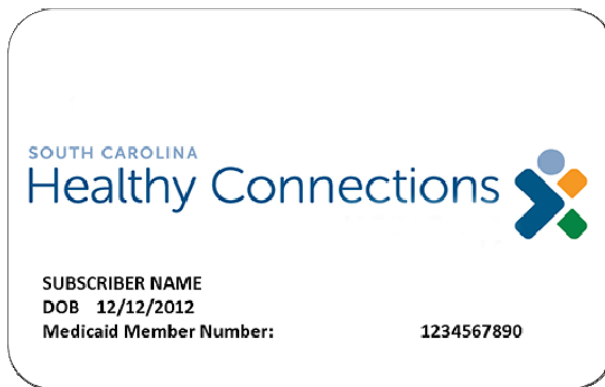 SOUTH CAROLINA
Healthy Connections
SUBSCRIBER NAME
DOB 12/12/2012
Medicaid Member Number: 1234567890